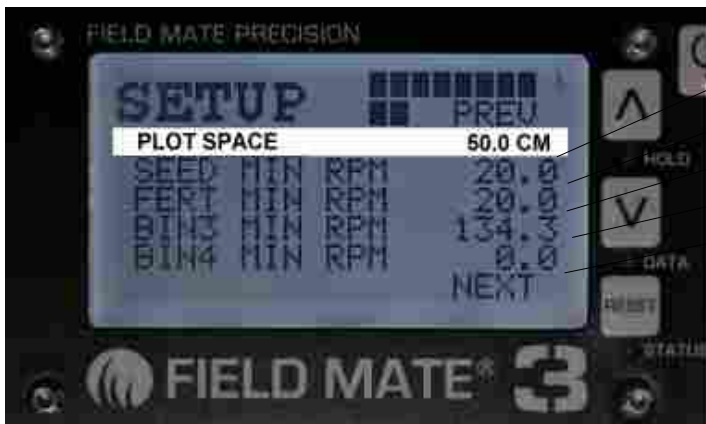 FIELD MATE PRECISION
SETUP
PREV
PLOT SPACE 50.0 CM
SEED MIN RPM 20.0
FERT MIN RPM 20.0
BIN3 MIN RPM 134.3
BIN4 MIN RPM 0.0
NEXT
HOLD
DATA
RESET
STATUS
FIELD MATE® 3